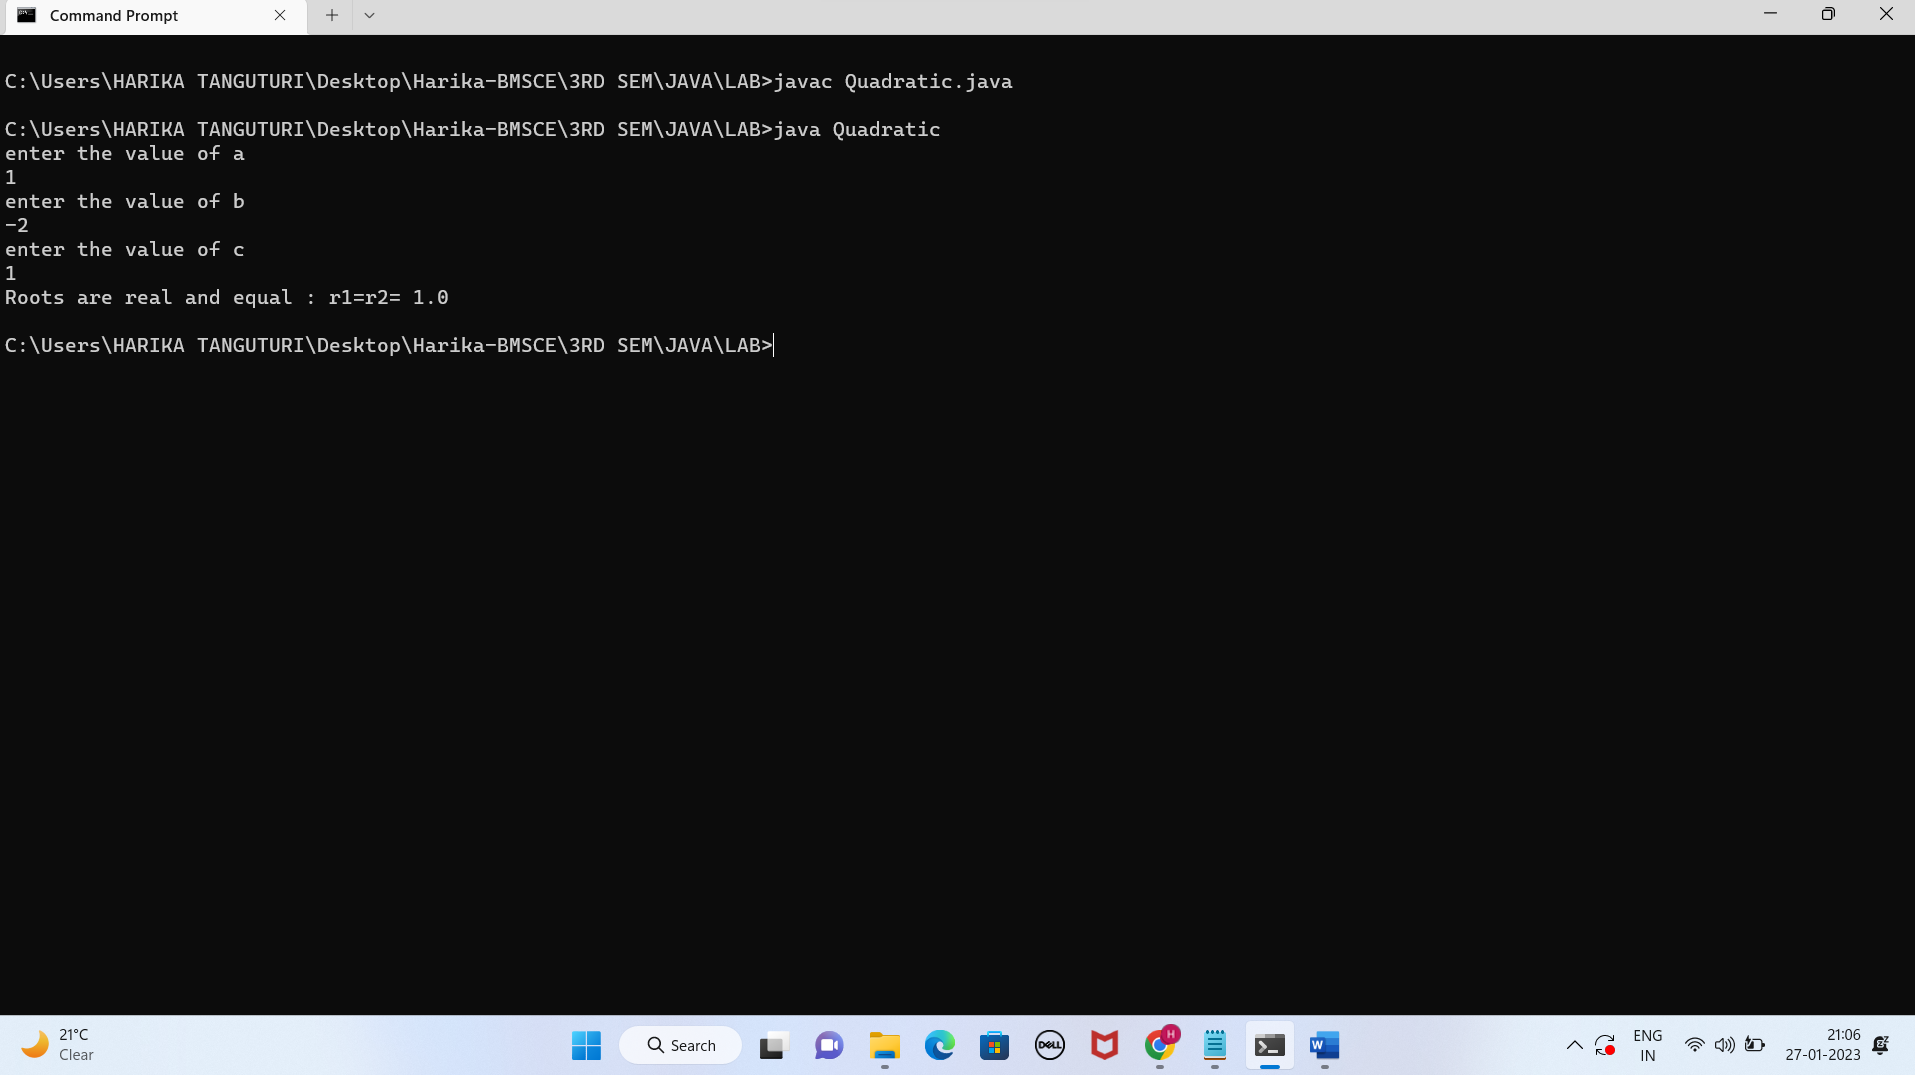 Command Prompt
C:\Users\HARIKA TANGUTURI\Desktop\Harika-BMSCE\3RD SEM\JAVA\LAB>javac Quadratic.java
C:\Users\HARIKA TANGUTURI\Desktop\Harika-BMSCE\3RD SEM\JAVA\LAB>java Quadratic
enter the value of a
1
enter the value of b
-2
enter the value of c
1
Roots are real and equal : r1=r2= 1.0
C:\Users\HARIKA TANGUTURI\Desktop\Harika-BMSCE\3RD SEM\JAVA\LAB>
21°C
Clear
Search
DELL
H
W
ENG
IN
21:06
27-01-2023